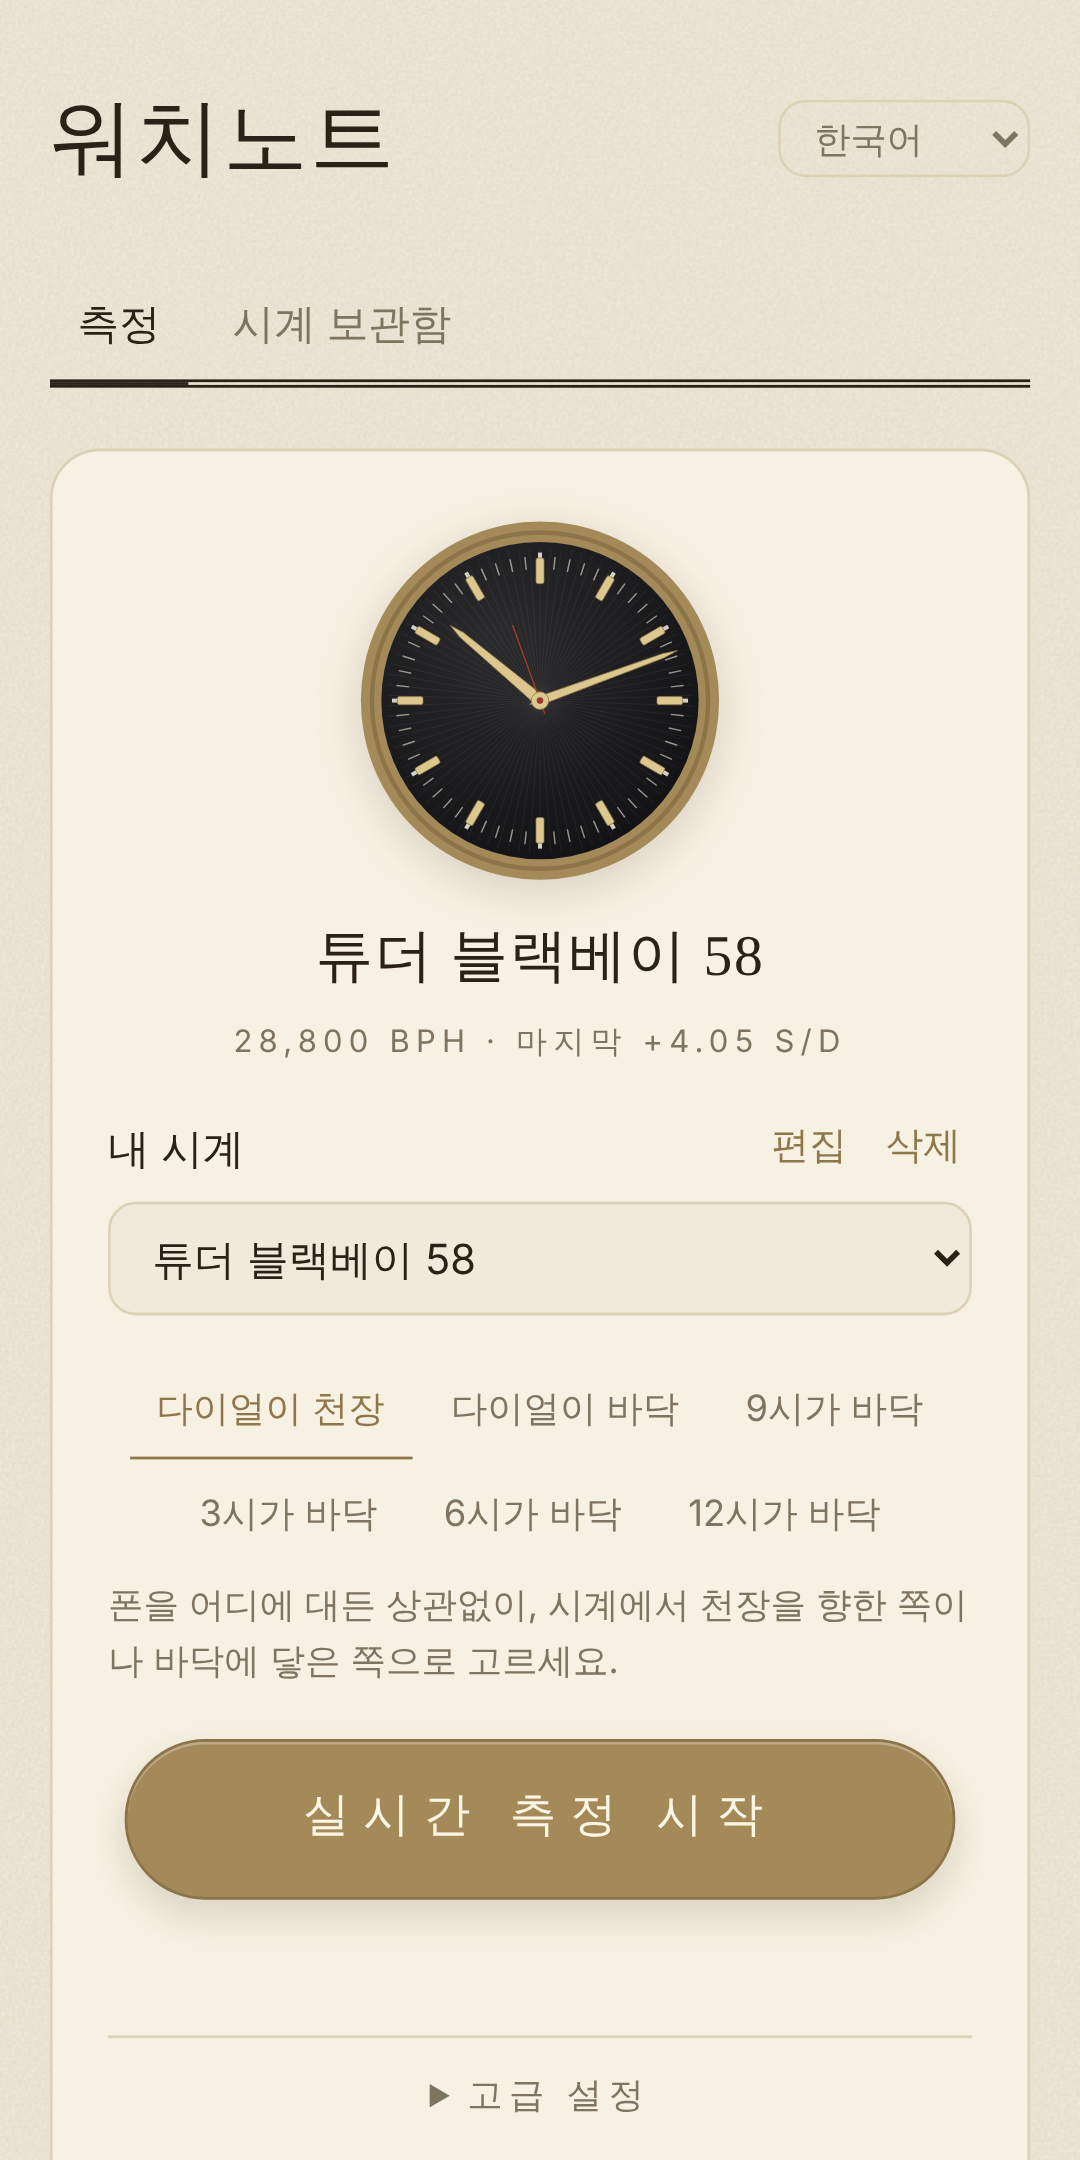 워치노트
한국어
측정 시계 보관함
튜더 블랙베이 58
28,800 BPH · 마지막 +4.05 S/D
내 시계 편집 삭제
튜더 블랙베이 58
다이얼이 천장 다이얼이 바닥 9시가 바닥
3시가 바닥 6시가 바닥 12시가 바닥
폰을 어디에 대든 상관없이, 시계에서 천장을 향한 쪽이
나 바닥에 닿은 쪽으로 고르세요.
실시간 측정 시작
▶ 고급 설정